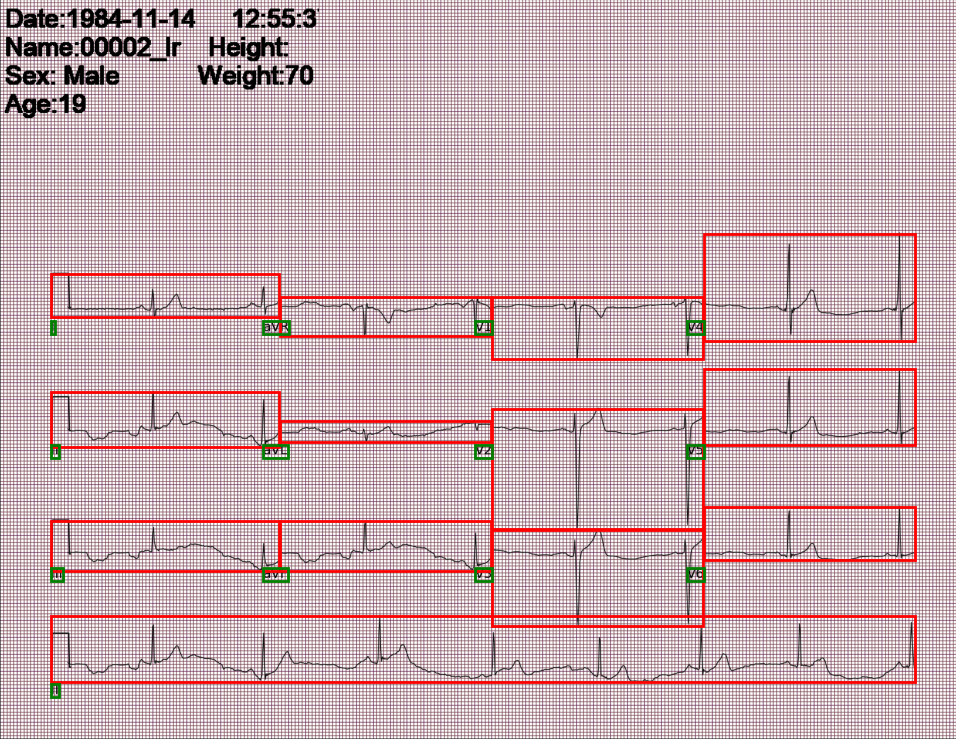 Date:1984-11-14 12:55:3
Name:00002_lr Height:
Sex: Male Weight:70
Age:19
I aVR V1 V4
II aVL V2 V5
III aVF V3 V6